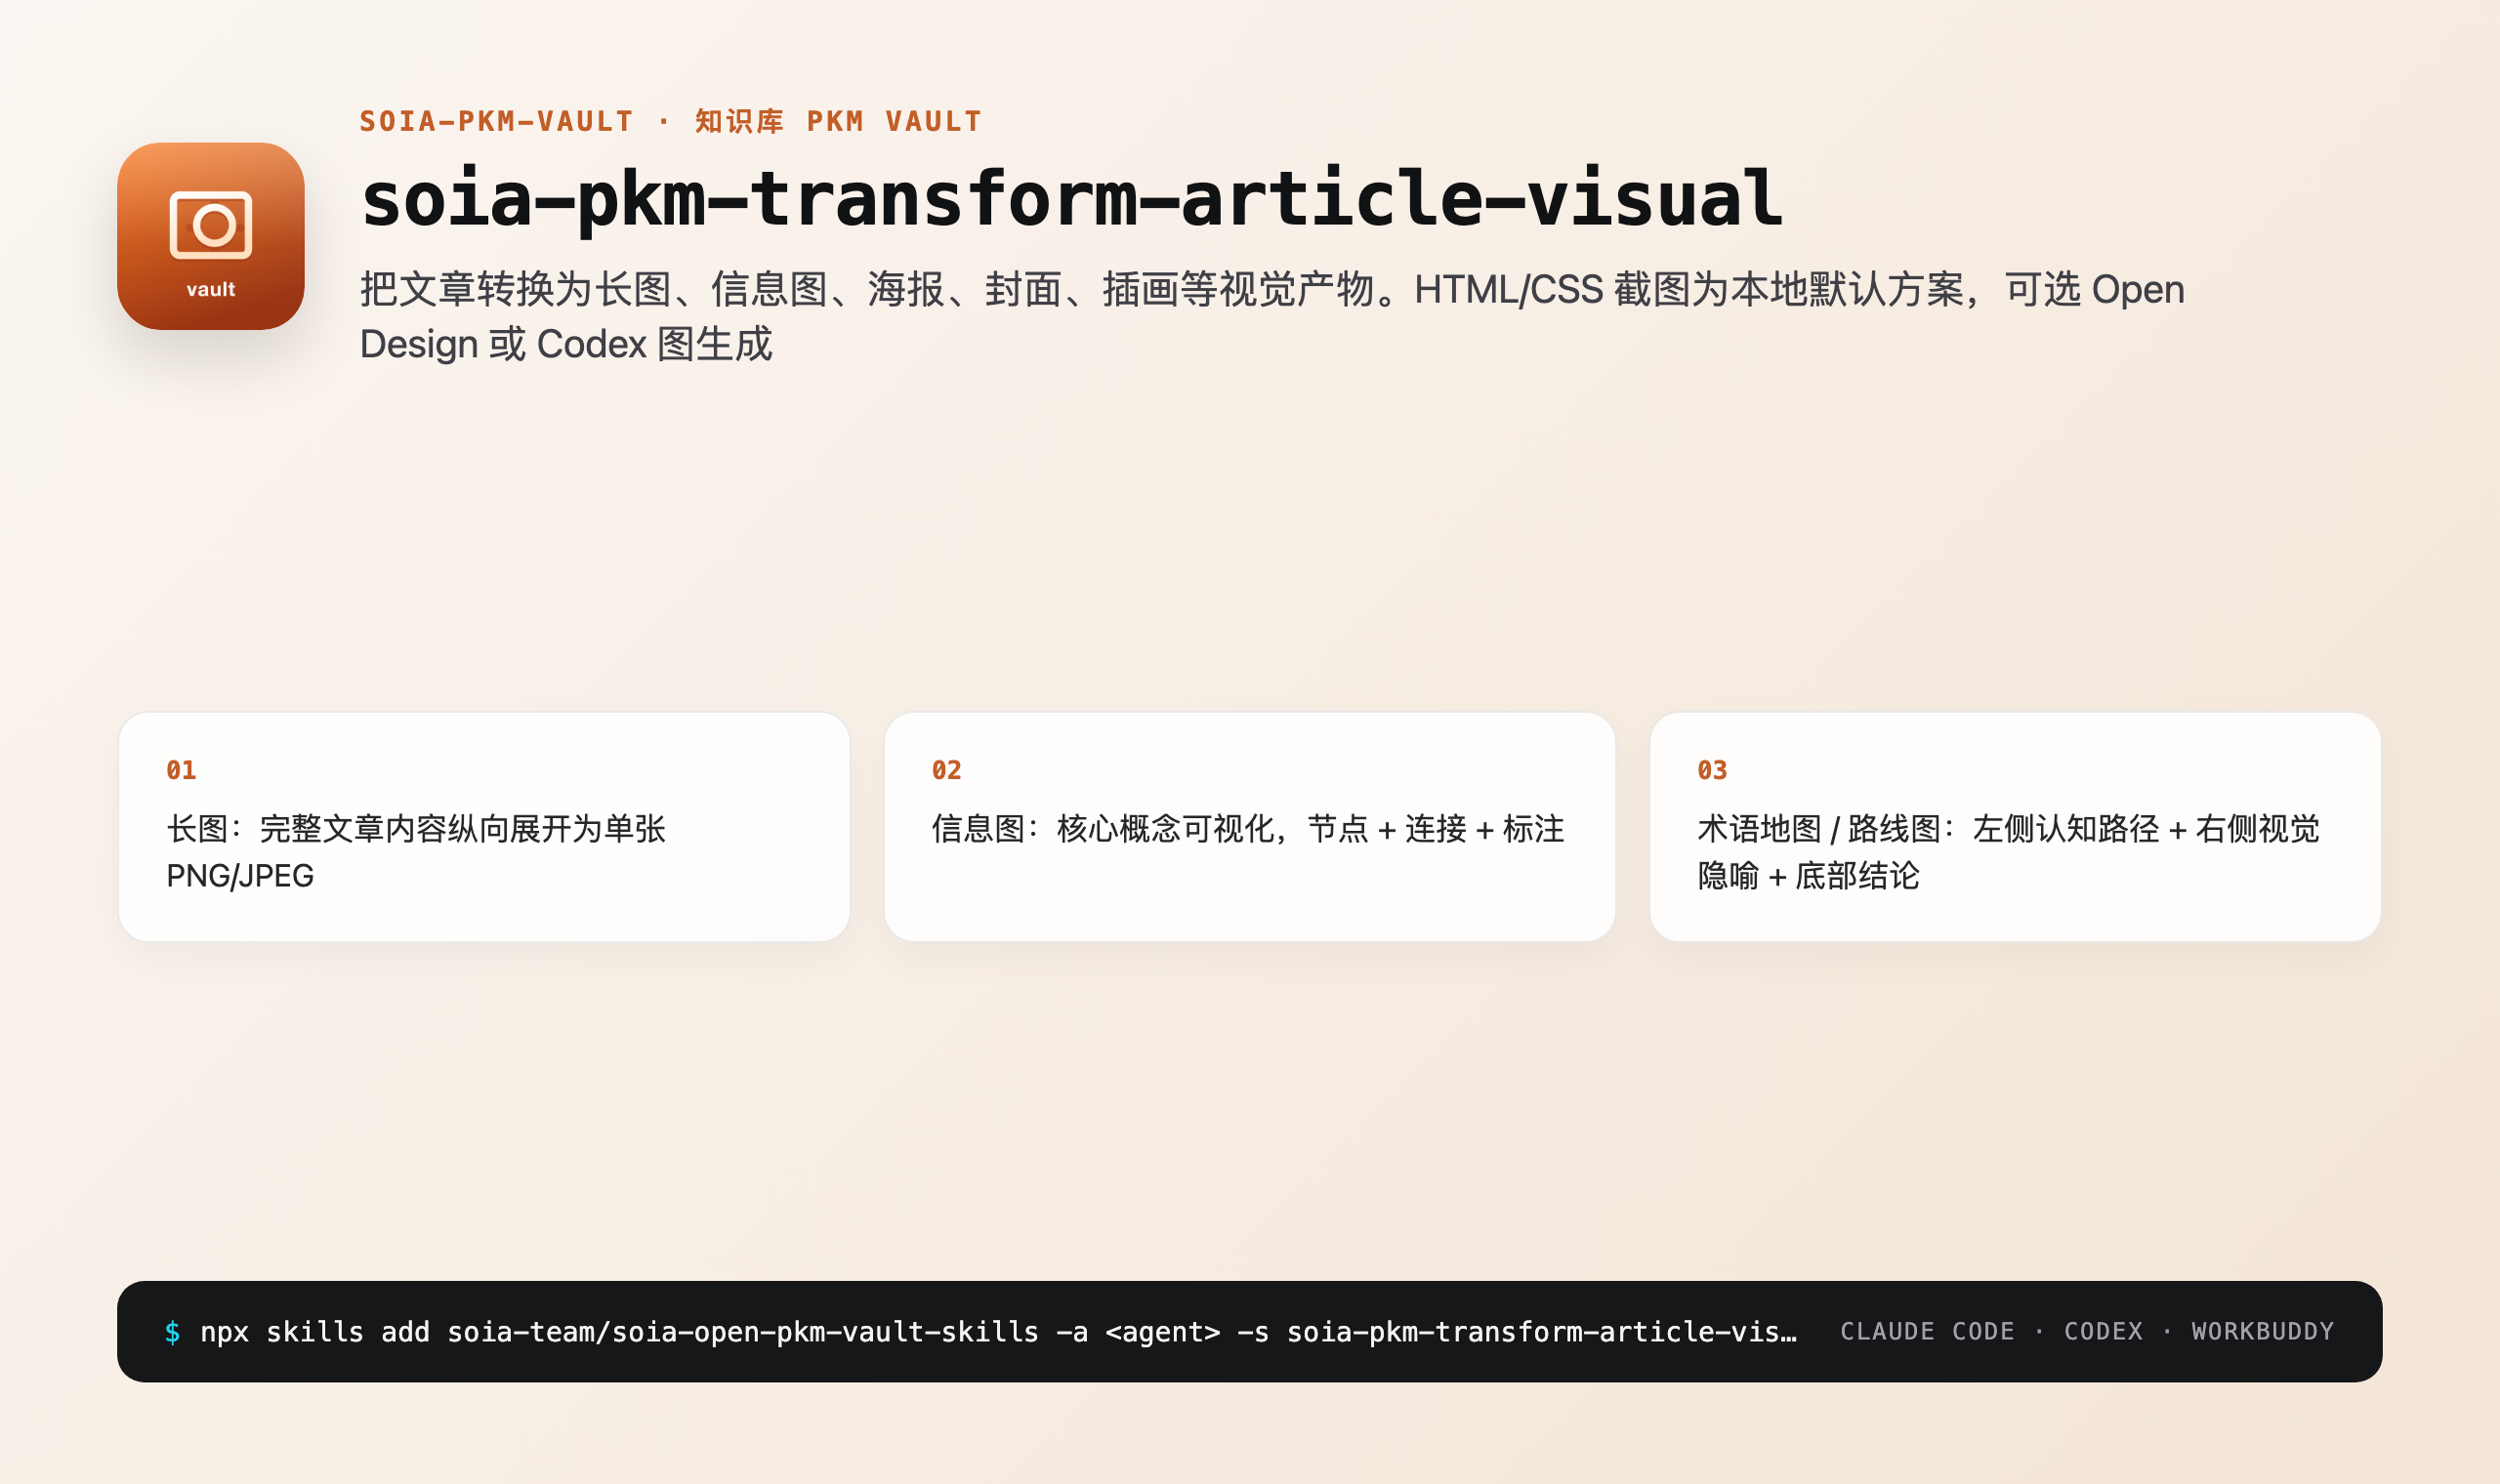 SOIA-PKM-VAULT · 知识库 PKM VAULT
soia-pkm-transform-article-visual
vault
把文章转换为长图、信息图、海报、封面、插画等视觉产物。HTML/CSS 截图为本地默认方案，可选 Open
Design 或 Codex 图生成
01
长图：完整文章内容纵向展开为单张
PNG/JPEG
02
信息图：核心概念可视化，节点 + 连接 + 标注
03
术语地图 / 路线图：左侧认知路径 + 右侧视觉
隐喻 + 底部结论
$ npx skills add soia-team/soia-open-pkm-vault-skills -a <agent> -s soia-pkm-transform-article-vis… CLAUDE CODE · CODEX · WORKBUDDY